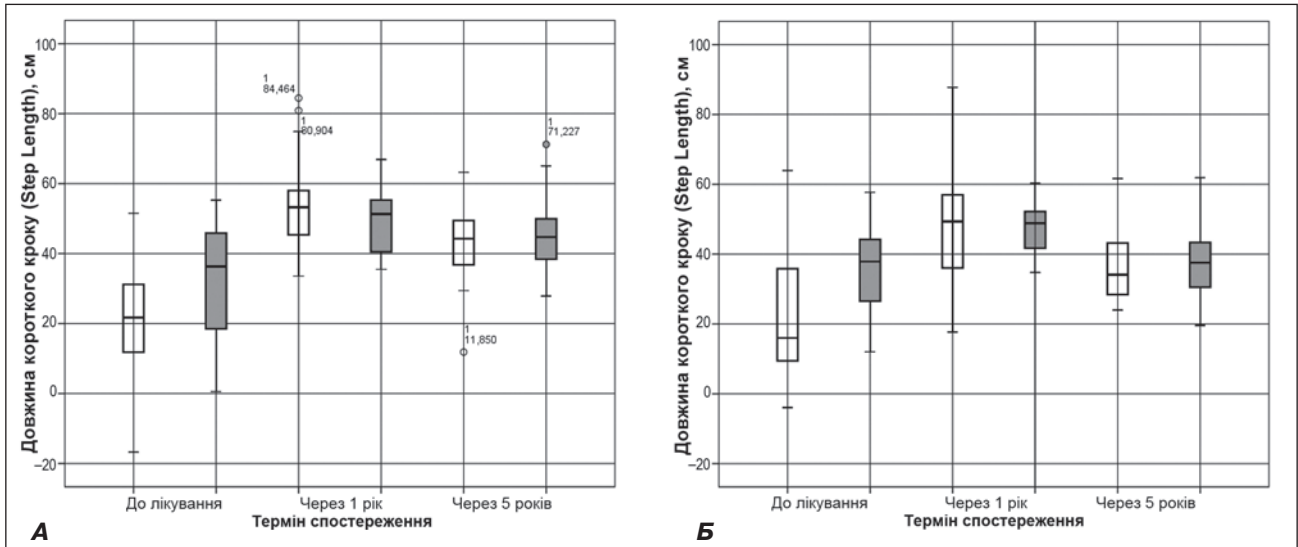 Довжина короткого кроку (Step Length), см
100
80
60
40
20
0
–20
1
84,464
1
80,904
1
11,850
1
71,227
До лікування Через 1 рік Через 5 років
Термін спостереження
А
Довжина короткого кроку (Step Length), см
100
80
60
40
20
0
–20
До лікування Через 1 рік Через 5 років
Термін спостереження
Б